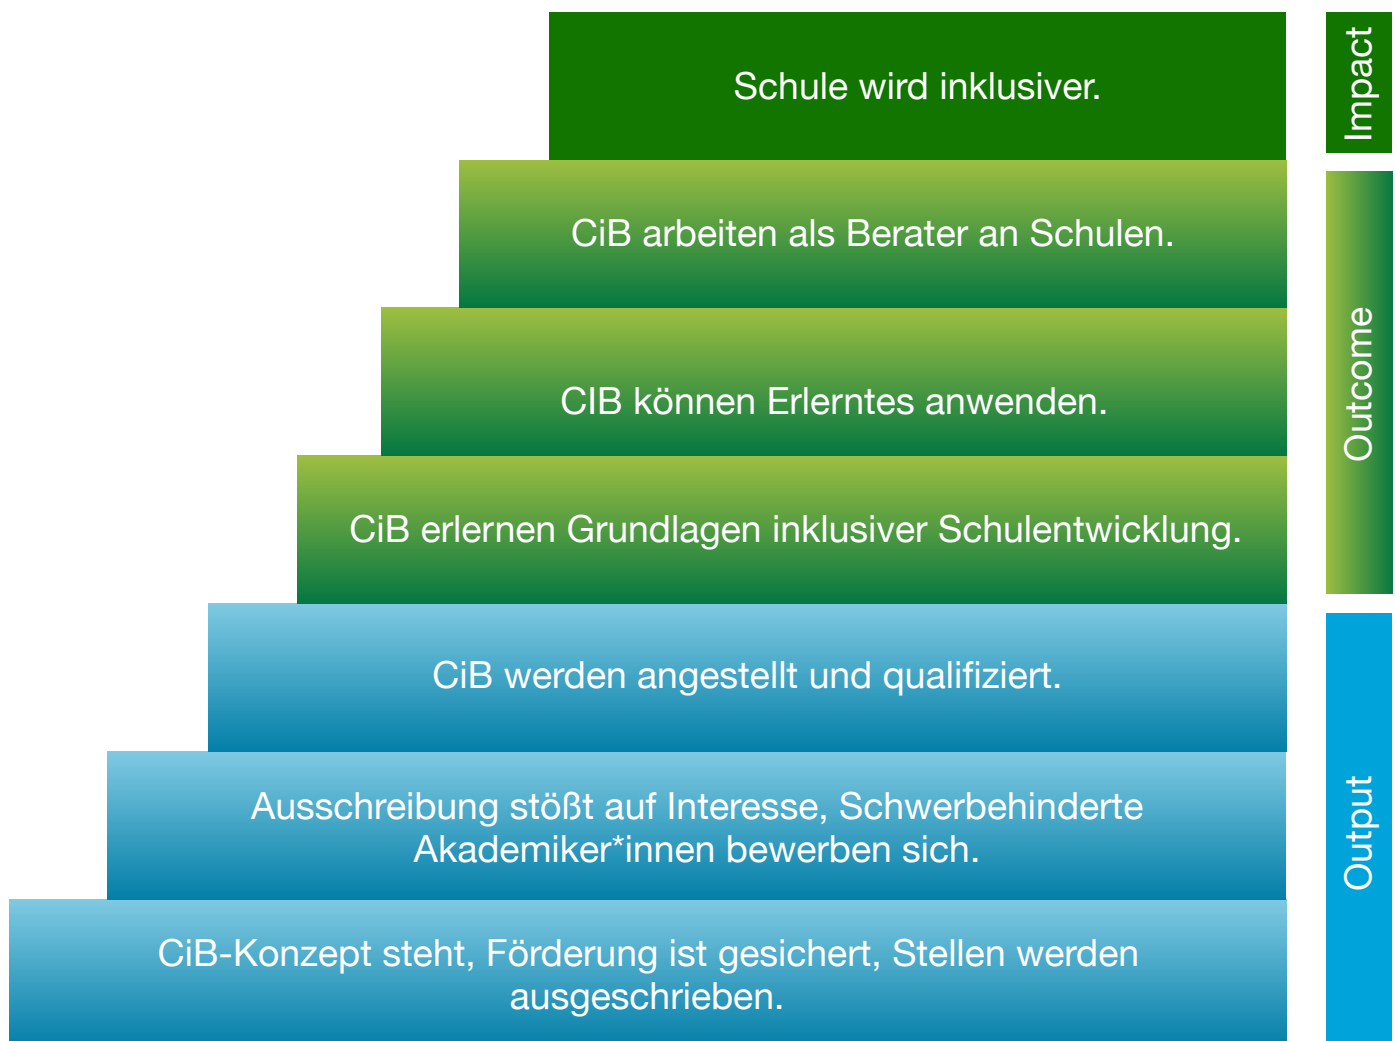 Schule wird inklusiver.
Impact
CiB arbeiten als Berater an Schulen.
CIB können Erlerntes anwenden.
Outcome
CiB erlernen Grundlagen inklusiver Schulentwicklung.
CiB werden angestellt und qualifiziert.
Ausschreibung stößt auf Interesse, Schwerbehinderte
Akademiker*innen bewerben sich.
Output
CiB-Konzept steht, Förderung ist gesichert, Stellen werden
ausgeschrieben.